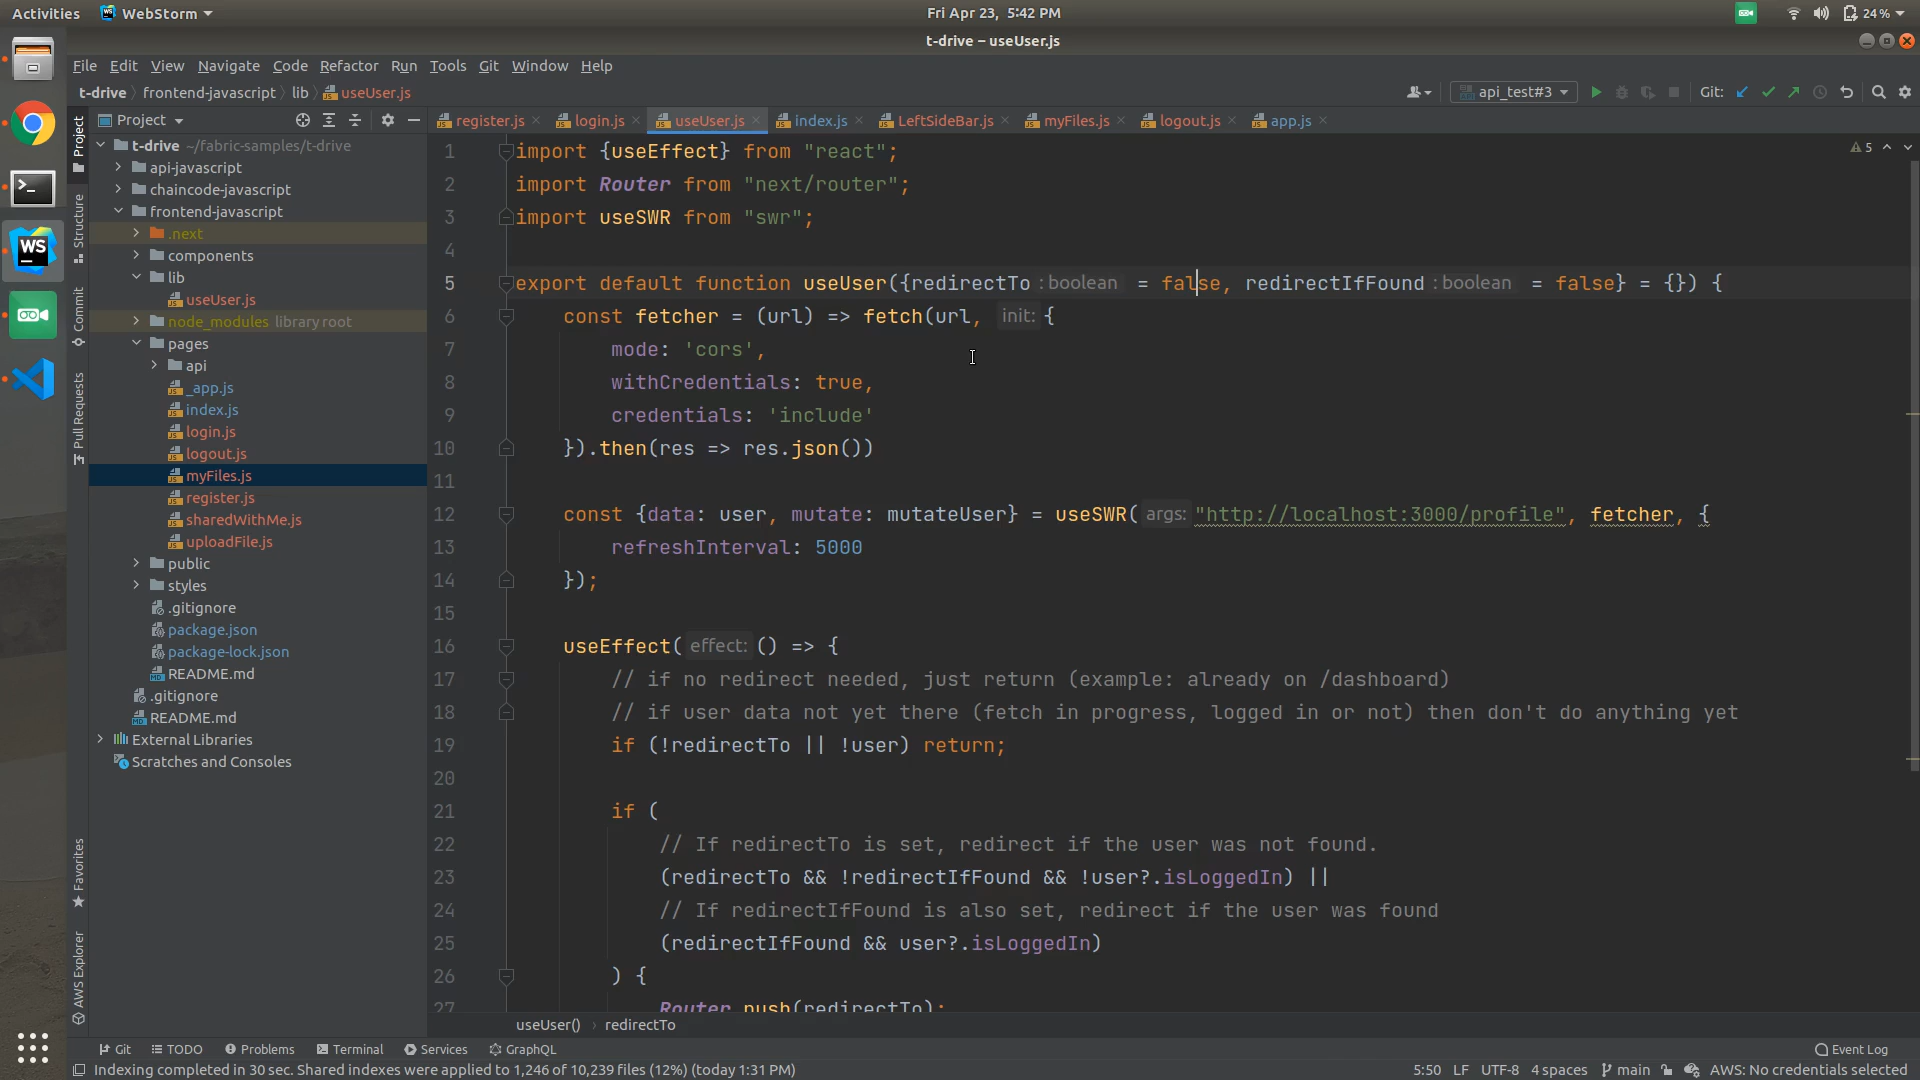 Activities
WebStorm
Fri Apr 23, 5:42 PM
24 %
t-drive – useUser.js
File Edit View Navigate Code Refactor Run Tools Git Window Help
t-drive frontend-javascript lib useUser.js
api_test#3
Git:
Project
register.js login.js useUser.js index.js LeftSideBar.js myFiles.js logout.js app.js
5
Project
Structure
Commit
Pull Requests
Favorites
AWS Explorer
t-drive ~/fabric-samples/t-drive
api-javascript
chaincode-javascript
frontend-javascript
.next
components
lib
useUser.js
node_modules library root
pages
api
_app.js
index.js
login.js
logout.js
myFiles.js
register.js
sharedWithMe.js
uploadFile.js
public
styles
.gitignore
package.json
package-lock.json
README.md
.gitignore
README.md
External Libraries
Scratches and Consoles
1 import {useEffect} from "react";
2 import Router from "next/router";
3 import useSWR from "swr";
4
5 export default function useUser({redirectTo : boolean = false, redirectIfFound : boolean = false} = {}) {
6 const fetcher = (url) => fetch(url, init: {
7 mode: 'cors',
8 withCredentials: true,
9 credentials: 'include'
10 }).then(res => res.json())
11
12 const {data: user, mutate: mutateUser} = useSWR( args: "http://localhost:3000/profile", fetcher, {
13 refreshInterval: 5000
14 });
15
16 useEffect( effect: () => {
17 // if no redirect needed, just return (example: already on /dashboard)
18 // if user data not yet there (fetch in progress, logged in or not) then don't do anything yet
19 if (!redirectTo || !user) return;
20
21 if (
22 // If redirectTo is set, redirect if the user was not found.
23 (redirectTo && !redirectIfFound && !user?.isLoggedIn) ||
24 // If redirectIfFound is also set, redirect if the user was found
25 (redirectIfFound && user?.isLoggedIn)
26 ) {
27 Router.push(redirectTo);
useUser() redirectTo
Git TODO Problems Terminal Services GraphQL Event Log
Indexing completed in 30 sec. Shared indexes were applied to 1,246 of 10,239 files (12%) (today 1:31 PM) 5:50 LF UTF-8 4 spaces main AWS: No credentials selected
WS